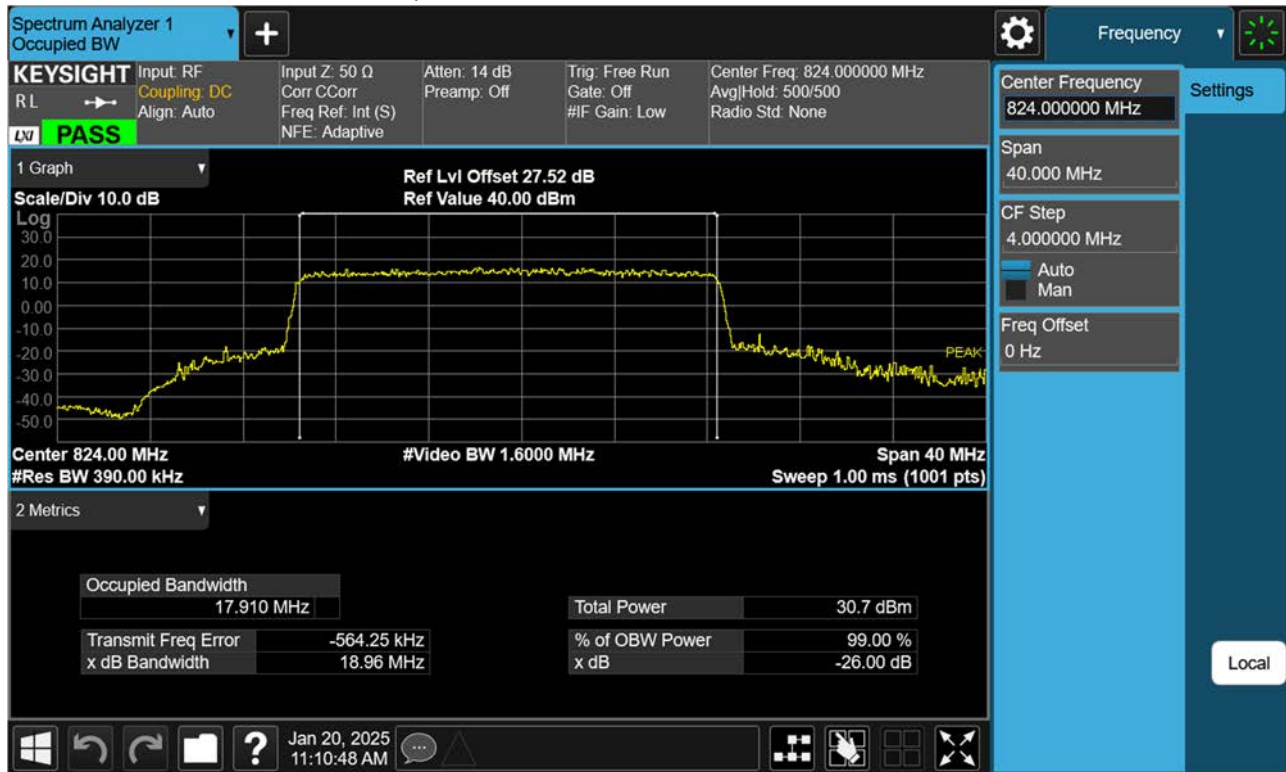 Spectrum Analyzer 1
Occupied BW
+
Frequency
KEYSIGHT
RL
LXI
PASS
Input: RF
Coupling: DC
Align: Auto
Input Z: 50 Ω
Corr CCorr
Freq Ref: Int (S)
NFE: Adaptive
Atten: 14 dB
Preamp: Off
Trig: Free Run
Gate: Off
#IF Gain: Low
Center Freq: 824.000000 MHz
Avg|Hold: 500/500
Radio Std: None
Center Frequency
824.000000 MHz
Settings
Span
40.000 MHz
CF Step
4.000000 MHz
Auto
Man
Freq Offset
0 Hz
Local
1 Graph
Scale/Div 10.0 dB
Ref Lvl Offset 27.52 dB
Ref Value 40.00 dBm
Log
30.0
20.0
10.0
0.00
-10.0
-20.0
-30.0
-40.0
-50.0
PEAK
Center 824.00 MHz
#Res BW 390.00 kHz
#Video BW 1.6000 MHz
Span 40 MHz
Sweep 1.00 ms (1001 pts)
2 Metrics
Occupied Bandwidth
17.910 MHz
Total Power 30.7 dBm
Transmit Freq Error -564.25 kHz
% of OBW Power 99.00 %
x dB Bandwidth 18.96 MHz
x dB -26.00 dB
?
Jan 20, 2025
11:10:48 AM